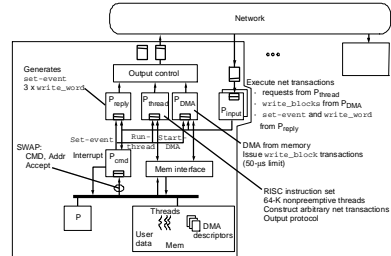 Network
Generates
set-event
3 x write_word
Output control
Execute net transactions
· requests from Pthread
· write_blocks from PDMA
· set-event and write_word
from Preply
Preply
Pthread
PDMA
Pinput
Set-event
Run-thread
Start-DMA
DMA from memory
Issue write_block transactions
(50-µs limit)
SWAP:
CMD, Addr
Accept
Interrupt
Pcmd
Mem interface
RISC instruction set
64-K nonpreemptive threads
Construct arbitrary net transactions
Output protocol
P
Threads
User
data
DMA
descriptors
Mem